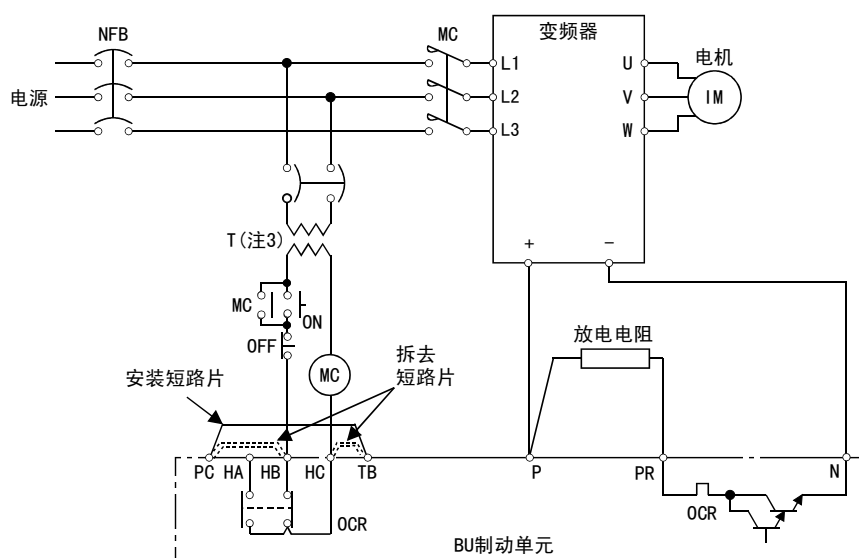 NFB
MC
变频器
电源
L1
L2
L3
U
V
W
电机
IM
T(注3)
+
-
MC
ON
OFF
MC
拆去
短路片
安装短路片
放电电阻
PC
HA
HB
HC
TB
P
PR
N
OCR
OCR
BU制动单元